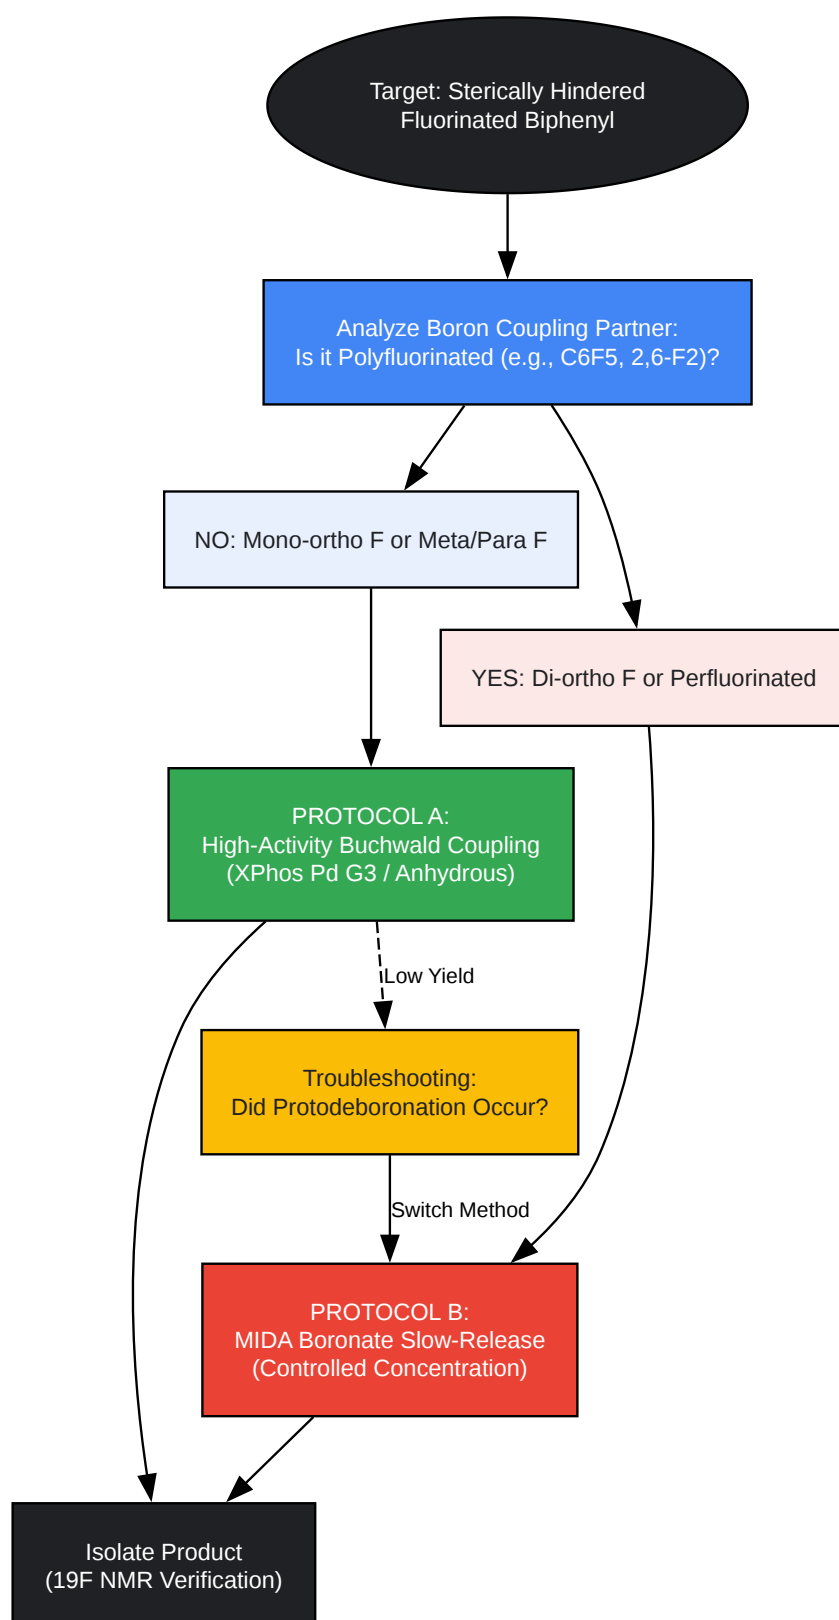 Target: Sterically Hindered
Fluorinated Biphenyl
Analyze Boron Coupling Partner:
Is it Polyfluorinated (e.g., C6F5, 2,6-F2)?
NO: Mono-ortho F or Meta/Para F
YES: Di-ortho F or Perfluorinated
PROTOCOL A:
High-Activity Buchwald Coupling
(XPhos Pd G3 / Anhydrous)
Low Yield
Troubleshooting:
Did Protodeboronation Occur?
Switch Method
PROTOCOL B:
MIDA Boronate Slow-Release
(Controlled Concentration)
Isolate Product
(19F NMR Verification)